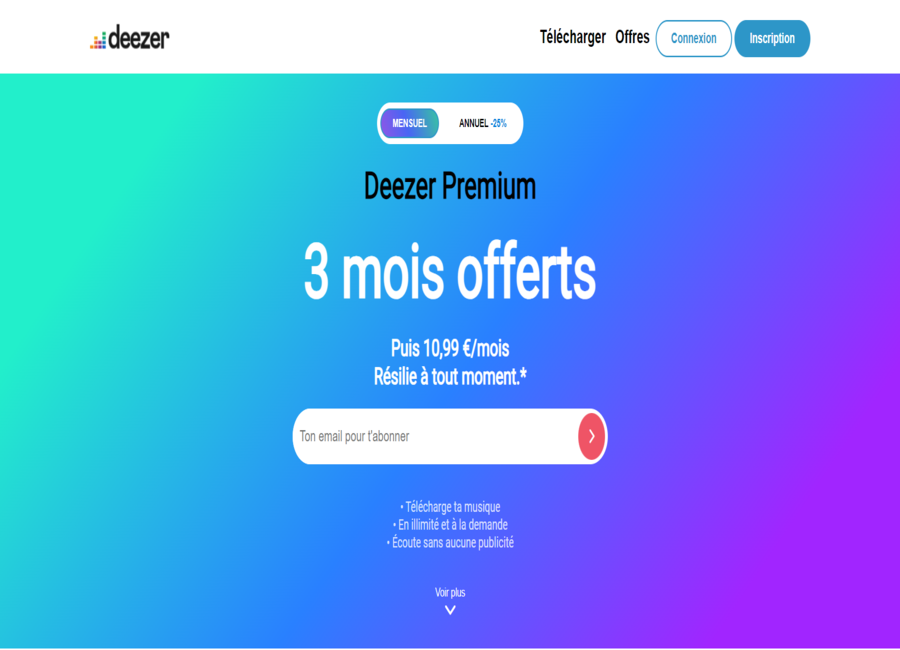 deezer
Télécharger Offres Connexion Inscription
MENSUEL ANNUEL -25%
Deezer Premium
3 mois offerts
Puis 10,99 €/mois
Résilie à tout moment.*
Ton email pour t'abonner
• Télécharge ta musique
• En illimité et à la demande
• Écoute sans aucune publicité
Voir plus